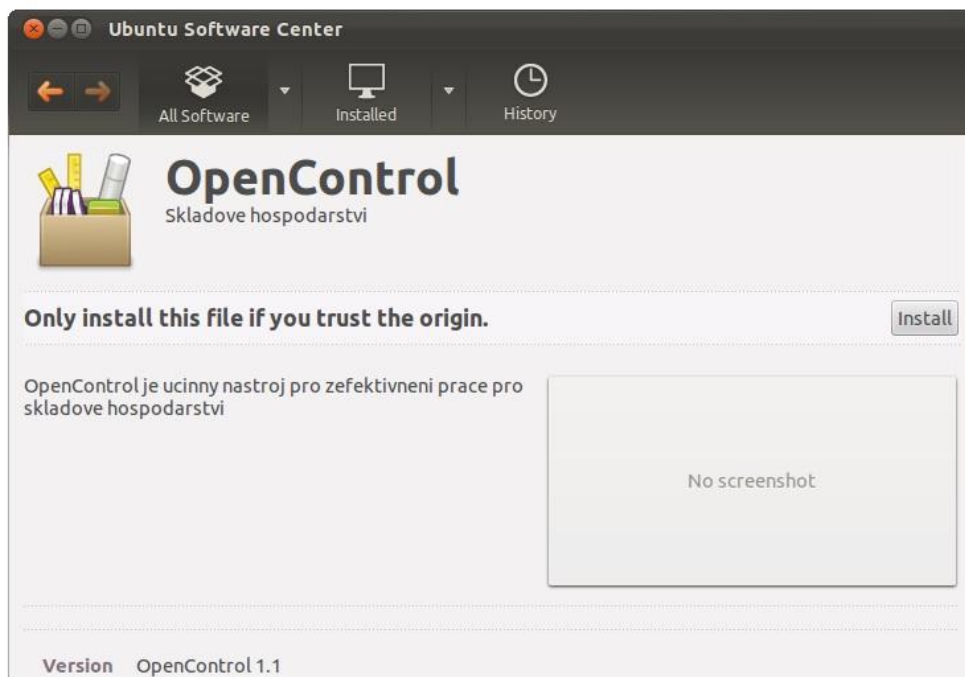 Ubuntu Software Center
All Software
Installed
History
OpenControl
Skladove hospodarstvi
Only install this file if you trust the origin.
Install
OpenControl je ucinny nastroj pro zefektivneni prace pro
skladove hospodarstvi
No screenshot
Version OpenControl 1.1